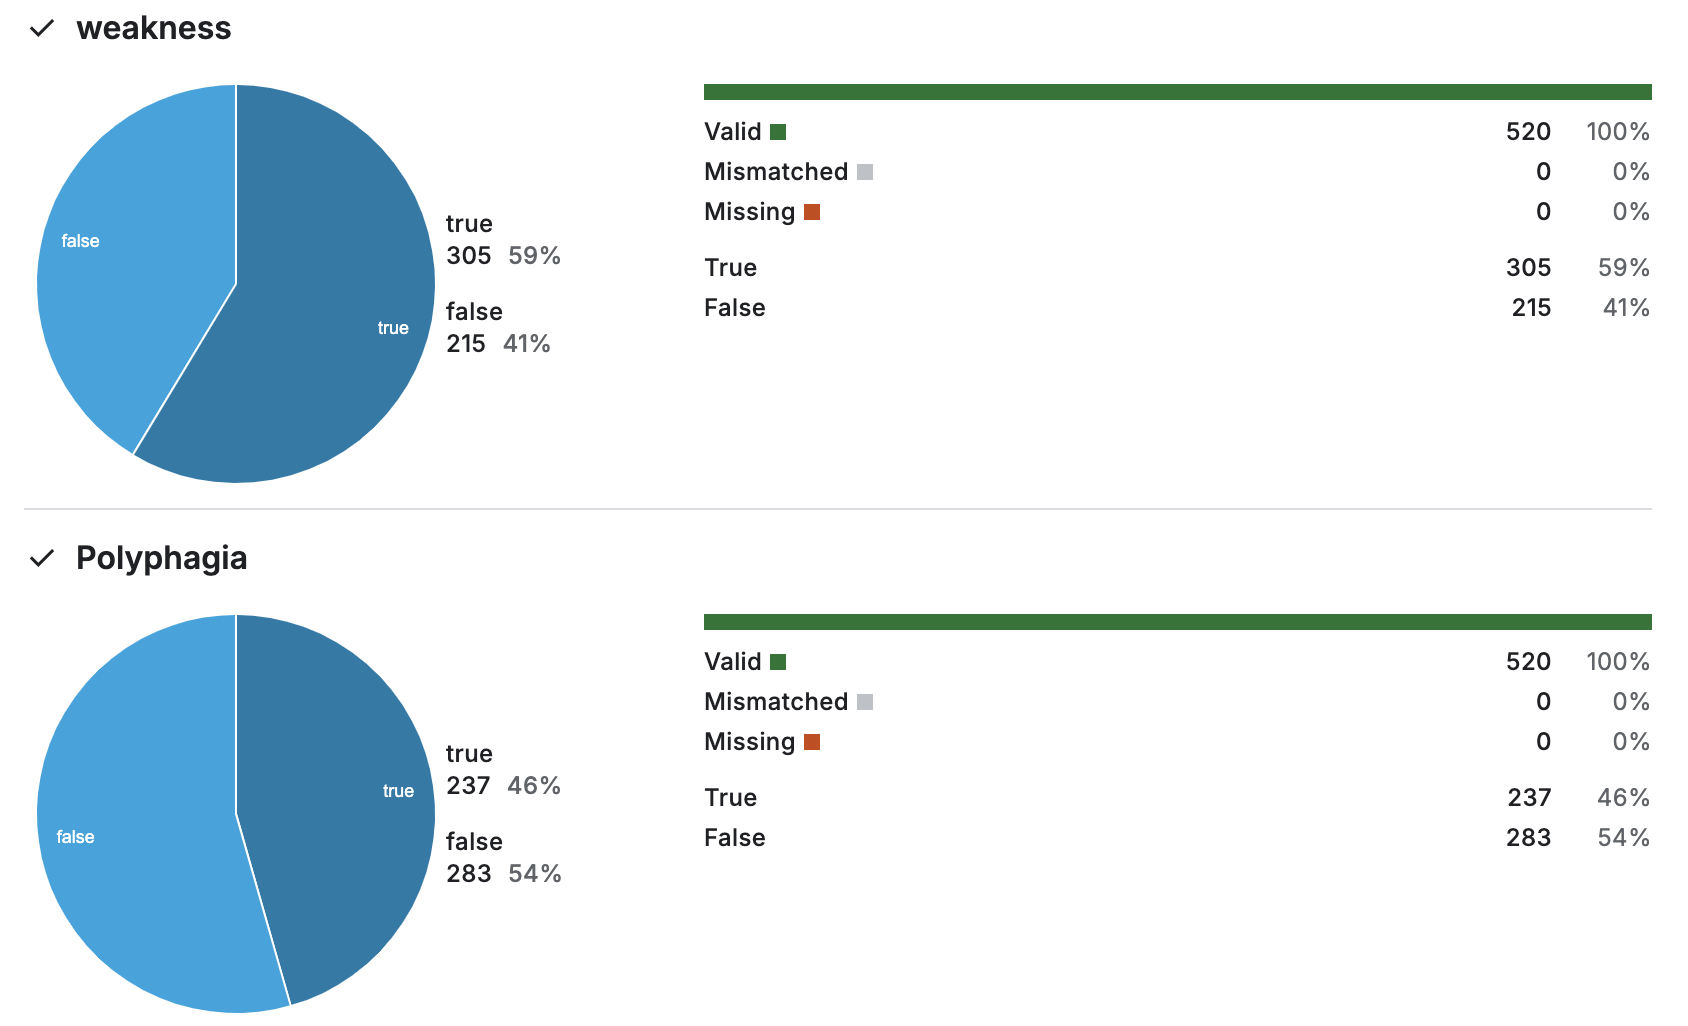 weakness
false
true
true
305 59%
false
215 41%
Valid 520 100%
Mismatched 0 0%
Missing 0 0%
True 305 59%
False 215 41%
Polyphagia
true
false
true
237 46%
false
283 54%
Valid 520 100%
Mismatched 0 0%
Missing 0 0%
True 237 46%
False 283 54%